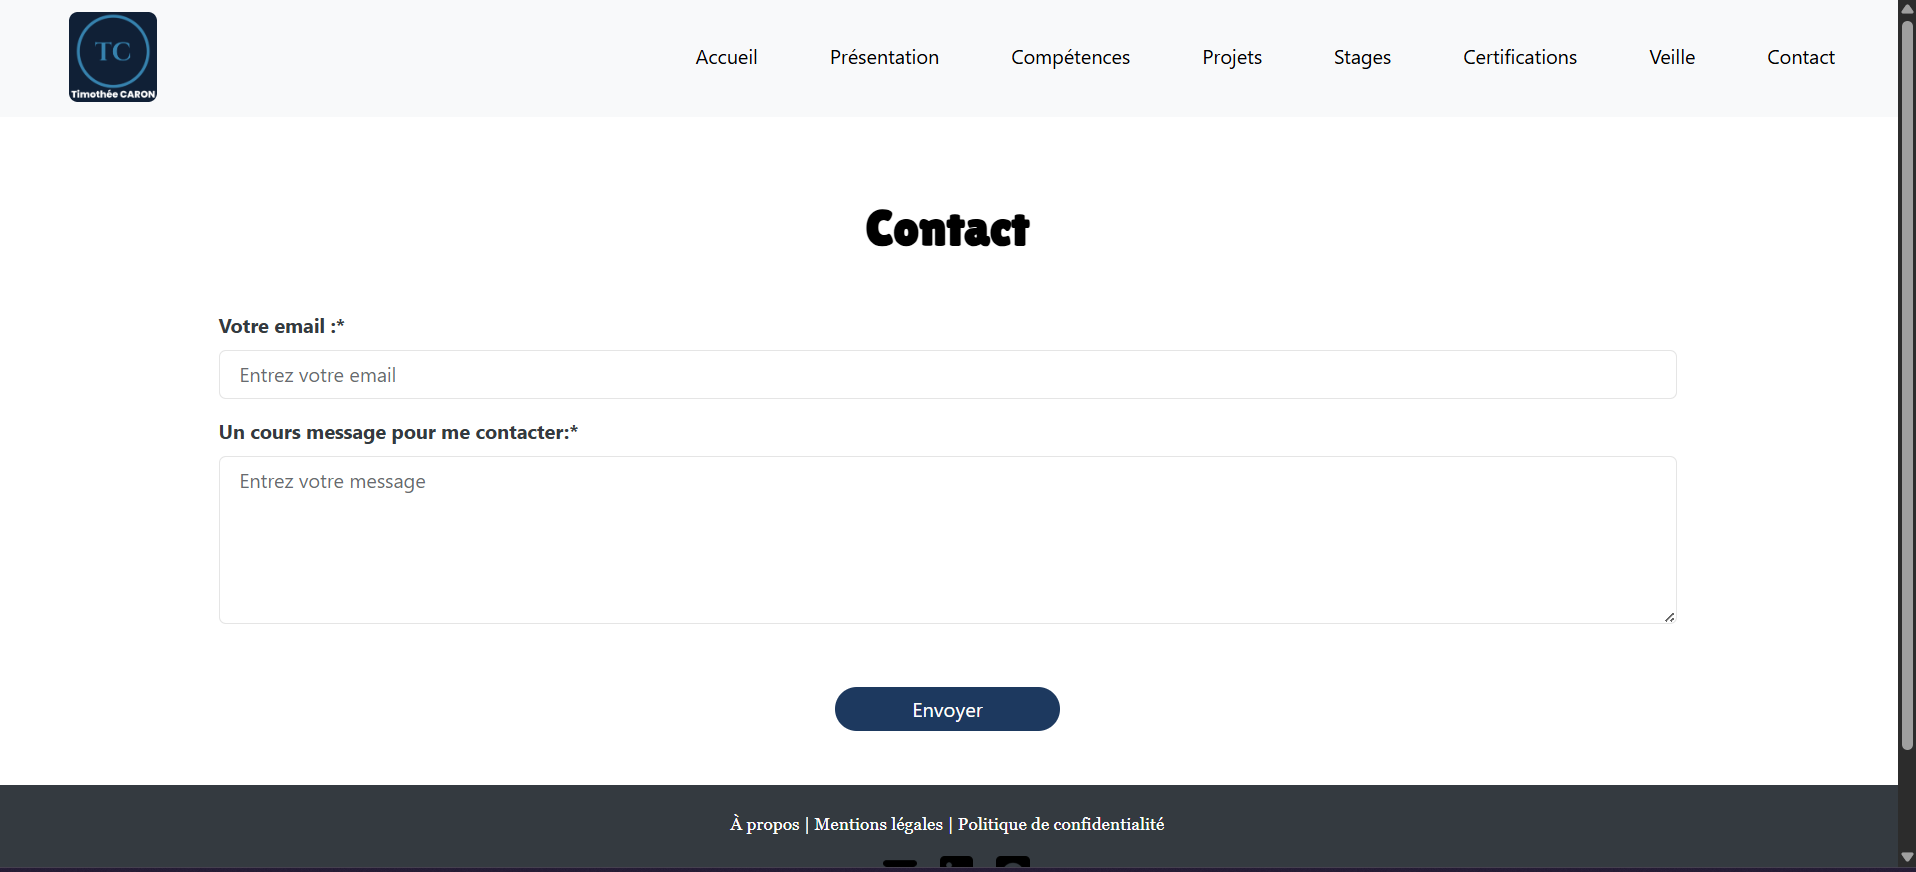 TC
Timothée CARON
Accueil Présentation Compétences Projets Stages Certifications Veille Contact
Contact
Votre email :*
Entrez votre email
Un cours message pour me contacter:*
Entrez votre message
Envoyer
À propos | Mentions légales | Politique de confidentialité